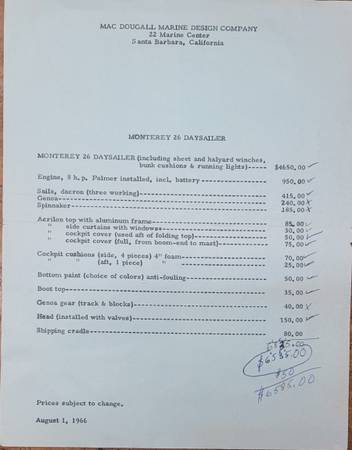 MAC DOUGALL MARINE DESIGN COMPANY
22 Marine Center
Santa Barbara, California
MONTEREY 26 DAYSAILER
MONTEREY 26 DAYSAILER (including sheet and halyard winches,
bunk cushions & running lights)----- $4650.00 ✓
Engine, 8 h.p. Palmer installed, incl. battery-------------------- 950.00 ✓
Sails, dacron (three working)------------------------------------ 415.00 ✓
Genoa---------------------------------------------------------- 240.00 X
Spinnaker------------------------------------------------------ 185.00 X
Acrilan top with aluminum frame-------------------------------- 85.00 ✓
" side curtains with windows--------------------------- 30.00 ✓
" cockpit cover (used aft of folding top)--------------- 50.00 ✓
" cockpit cover (full, from boom-end to mast)---------- 75.00 ✓
Cockpit cushions (side, 4 pieces) 4" foam---------------------- 70.00 ✓
" " (aft, 1 piece) " ---------------------- 25.00 ✓
Bottom paint (choice of colors) anti-fouling--------------------- 50.00 ✓
Boot top-------------------------------------------------------- 35.00 ✓
Genoa gear (track & blocks)------------------------------------ 40.00 X
Head (installed with valves)------------------------------------ 150.00 ✓
Shipping cradle------------------------------------------------- 80.00
$6585.00
$50
$6535.00
Prices subject to change.
August 1, 1966